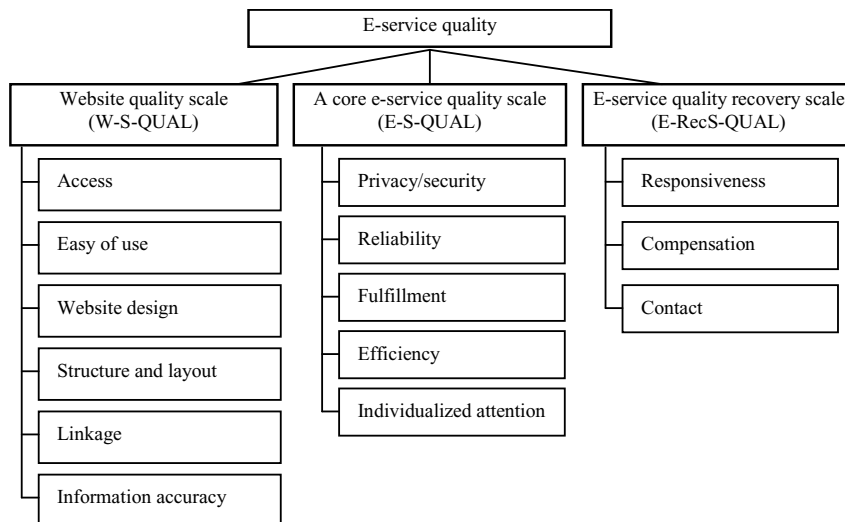 E-service quality
Website quality scale
(W-S-QUAL)
Access
Easy of use
Website design
Structure and layout
Linkage
Information accuracy
A core e-service quality scale
(E-S-QUAL)
Privacy/security
Reliability
Fulfillment
Efficiency
Individualized attention
E-service quality recovery scale
(E-RecS-QUAL)
Responsiveness
Compensation
Contact